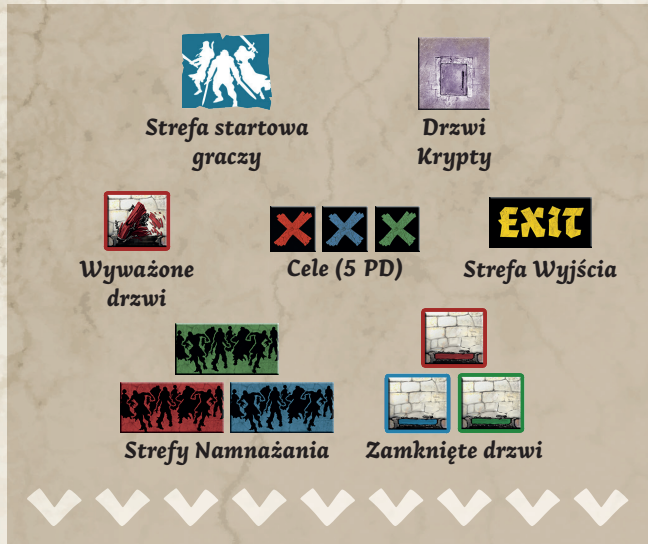 Strefa startowa
graczy
Drzwi
Krypty
Wyważone
drzwi
Cele (5 PD)
EXIT
Strefa Wyjścia
Strefy Namnażania
Zamknięte drzwi